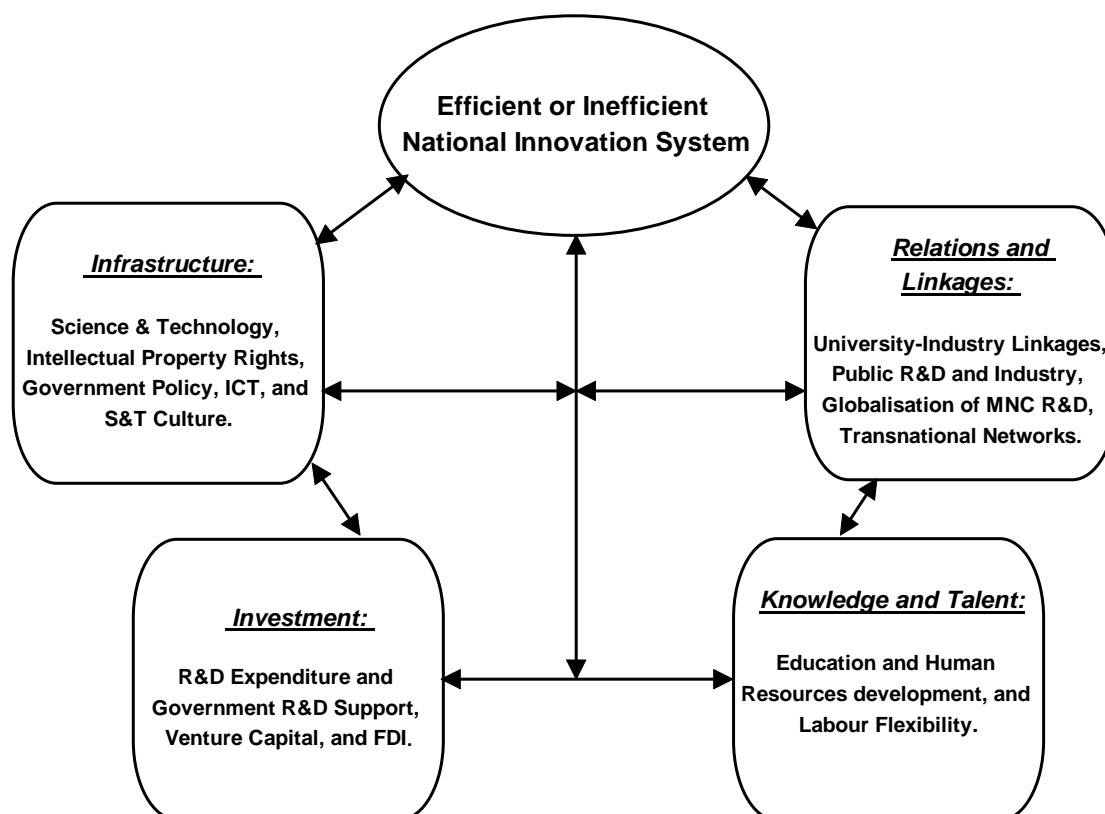 Efficient or Inefficient
National Innovation System
Infrastructure:
Science & Technology,
Intellectual Property Rights,
Government Policy, ICT, and
S&T Culture.
Relations and
Linkages:
University-Industry Linkages,
Public R&D and Industry,
Globalisation of MNC R&D,
Transnational Networks.
Investment:
R&D Expenditure and
Government R&D Support,
Venture Capital, and FDI.
Knowledge and Talent:
Education and Human
Resources development, and
Labour Flexibility.